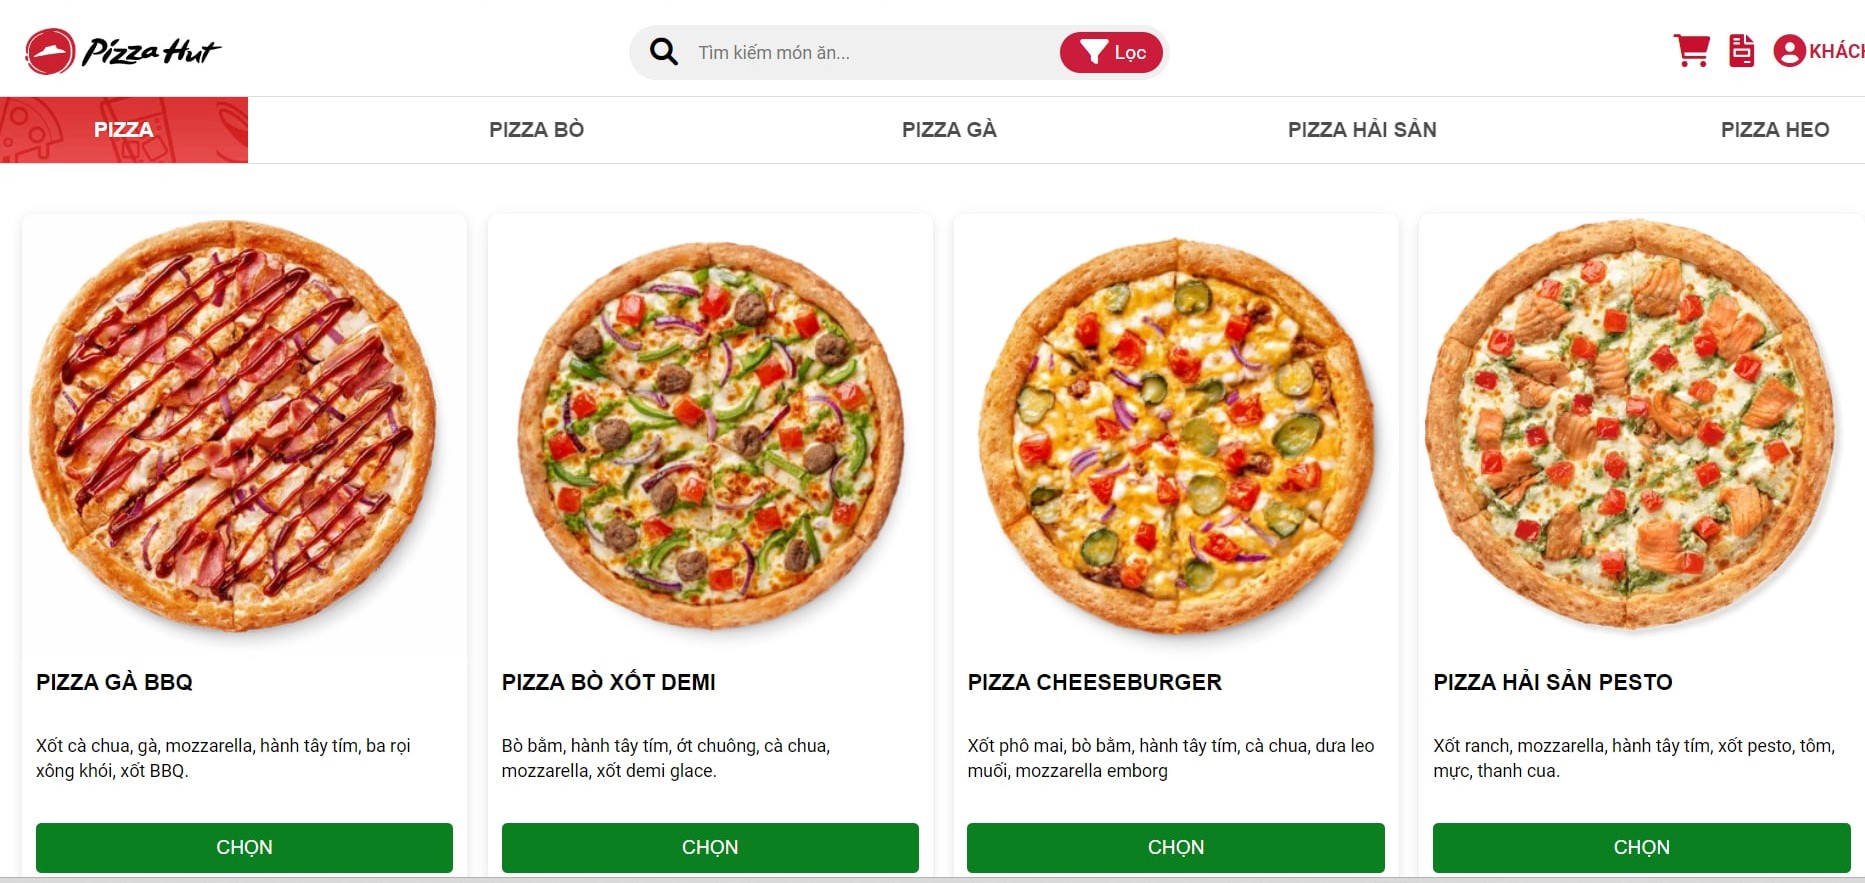 Pizza Hut
Tìm kiếm món ăn...
Lọc
KHÁCH
PIZZA
PIZZA BÒ
PIZZA GÀ
PIZZA HẢI SẢN
PIZZA HEO
PIZZA GÀ BBQ
Xốt cà chua, gà, mozzarella, hành tây tím, ba rọi
xông khói, xốt BBQ.
CHỌN
PIZZA BÒ XỐT DEMI
Bò bằm, hành tây tím, ớt chuông, cà chua,
mozzarella, xốt demi glace.
CHỌN
PIZZA CHEESEBURGER
Xốt phô mai, bò bằm, hành tây tím, cà chua, dưa leo
muối, mozzarella emborg
CHỌN
PIZZA HẢI SẢN PESTO
Xốt ranch, mozzarella, hành tây tím, xốt pesto, tôm,
mực, thanh cua.
CHỌN